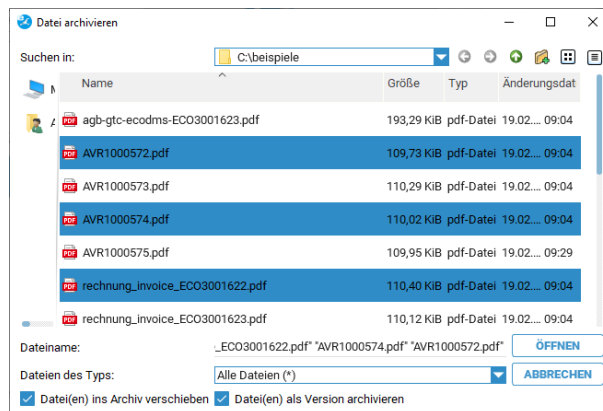 Datei archivieren
Suchen in: C:\beispiele
Name Größe Typ Änderungsdat
agb-gtc-ecodms-ECO3001623.pdf 193,29 KiB pdf-Datei 19.02.... 09:04
AVR1000572.pdf 109,73 KiB pdf-Datei 19.02.... 09:04
AVR1000573.pdf 110,29 KiB pdf-Datei 19.02.... 09:04
AVR1000574.pdf 110,02 KiB pdf-Datei 19.02.... 09:04
AVR1000575.pdf 109,95 KiB pdf-Datei 19.02.... 09:29
rechnung_invoice_ECO3001622.pdf 110,40 KiB pdf-Datei 19.02.... 09:04
rechnung_invoice_ECO3001623.pdf 110,12 KiB pdf-Datei 19.02.... 09:04
Dateiname: _ECO3001622.pdf" "AVR1000574.pdf" "AVR1000572.pdf" ÖFFNEN
Dateien des Typs: Alle Dateien (*) ABBRECHEN
Datei(en) ins Archiv verschieben Datei(en) als Version archivieren